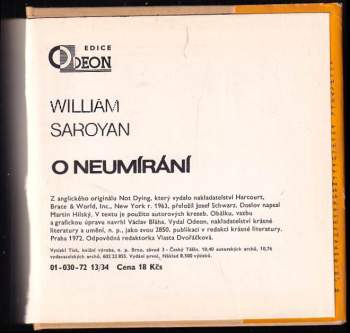 EDICE
ODEON
WILLIAM
SAROYAN
O NEUMÍRÁNÍ
Z anglického originálu Not Dying, který vydalo nakladatelství Harcourt,
Brace & World, Inc., New York r. 1963, přeložil Josef Schwarz. Doslov napsal
Martin Hilský. V textu je použito autorových kreseb. Obálku, vazbu
a grafickou úpravu navrhl Václav Bláha. Vydal Odeon, nakladatelství krásné
literatury a umění, n. p., jako svou 2850. publikaci v redakci krásné literatury.
Praha 1972. Odpovědná redaktorka Vlasta Dvořáčková.
Vytiskl Tisk, knižní výroba, n. p., Brno, závod 3 - Český Těšín. 10,40 autorských archů, 10,76
vydavatelských archů. 602 22 855. Vydání první. Náklad 8.500 výtisků.
01-030-72 13/34 Cena 18 Kčs